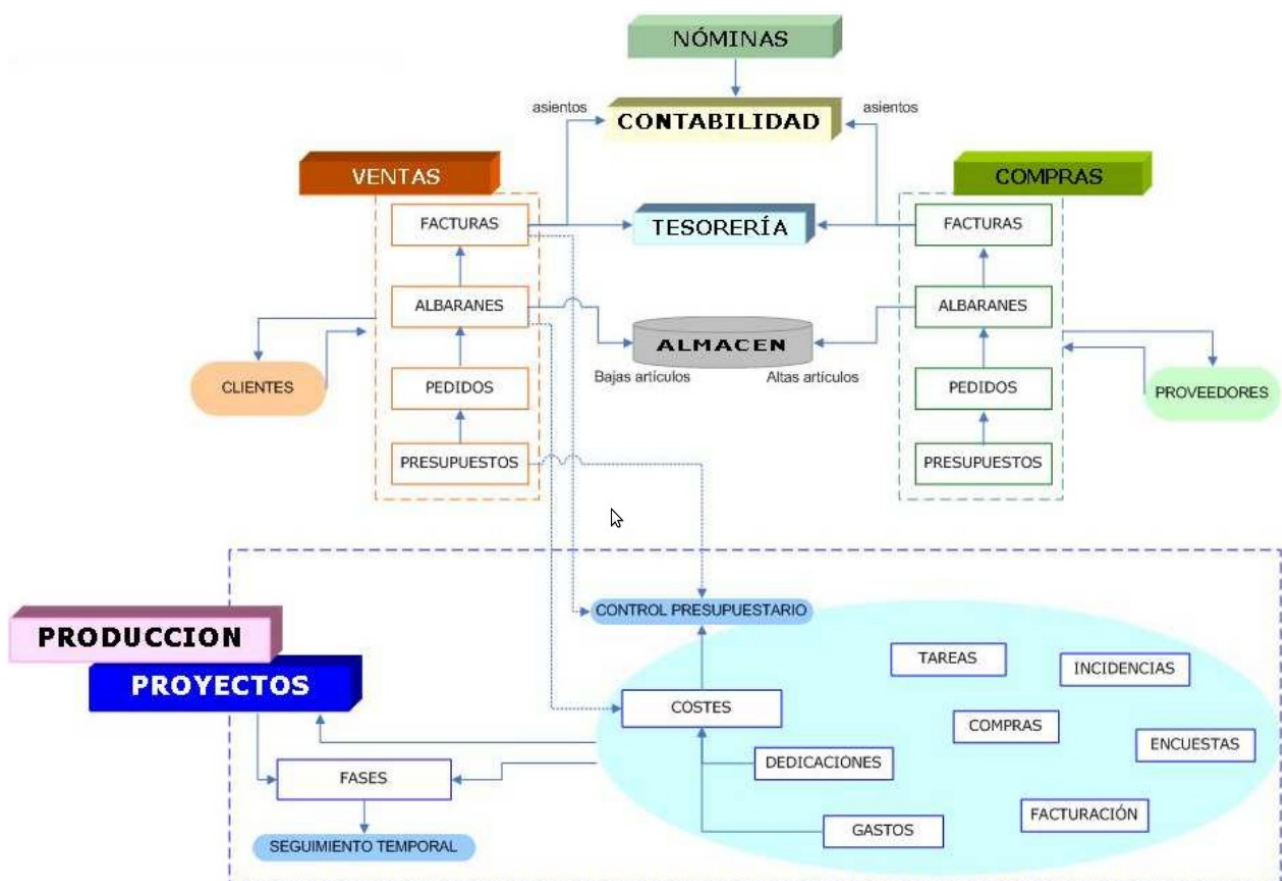 NÓMINAS
asientos
asientos
CONTABILIDAD
VENTAS
COMPRAS
FACTURAS
TESORERÍA
FACTURAS
ALBARANES
ALBARANES
ALMACEN
Bajas artículos
Altas artículos
CLIENTES
PEDIDOS
PEDIDOS
PROVEEDORES
PRESUPUESTOS
PRESUPUESTOS
CONTROL PRESUPUESTARIO
PRODUCCION
PROYECTOS
TAREAS
INCIDENCIAS
COSTES
COMPRAS
ENCUESTAS
DEDICACIONES
FASES
FACTURACIÓN
GASTOS
SEGUIMIENTO TEMPORAL